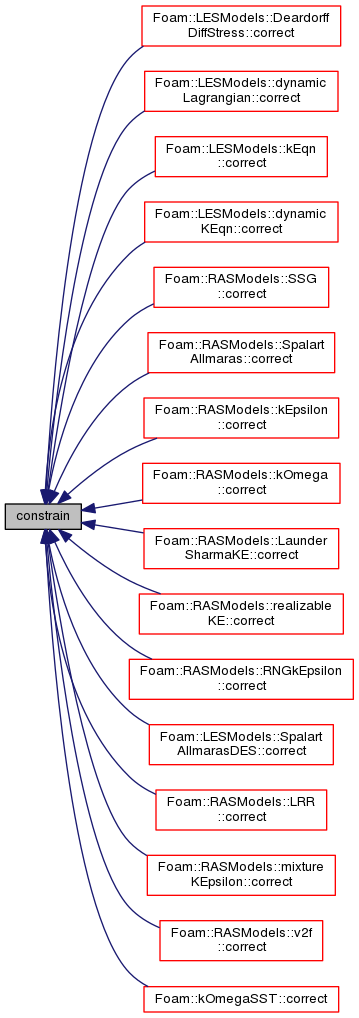 Foam::LESModels::Deardorff
DiffStress::correct
Foam::LESModels::dynamic
Lagrangian::correct
Foam::LESModels::kEqn
::correct
Foam::LESModels::dynamic
KEqn::correct
Foam::RASModels::SSG
::correct
Foam::RASModels::Spalart
Allmaras::correct
Foam::RASModels::kEpsilon
::correct
Foam::RASModels::kOmega
::correct
constrain
Foam::RASModels::Launder
SharmaKE::correct
Foam::RASModels::realizable
KE::correct
Foam::RASModels::RNGkEpsilon
::correct
Foam::LESModels::Spalart
AllmarasDES::correct
Foam::RASModels::LRR
::correct
Foam::RASModels::mixture
KEpsilon::correct
Foam::RASModels::v2f
::correct
Foam::kOmegaSST::correct